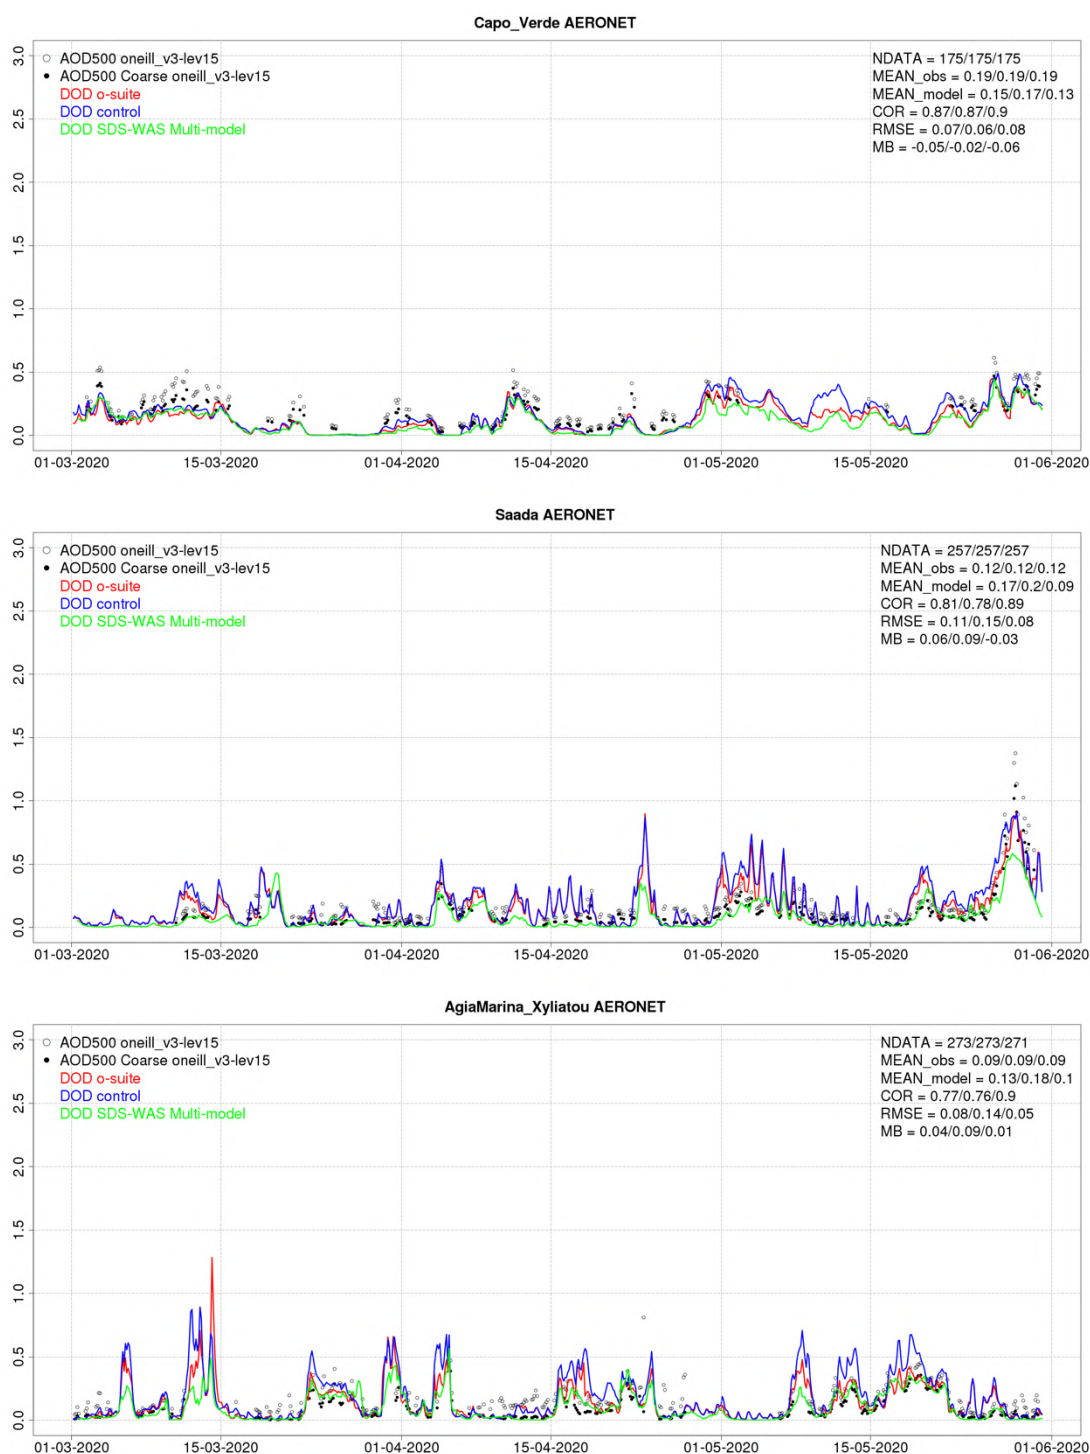 Capo_Verde AERONET
AOD500 oneill_v3-lev15
AOD500 Coarse oneill_v3-lev15
DOD o-suite
DOD control
DOD SDS-WAS Multi-model
NDATA = 175/175/175
MEAN_obs = 0.19/0.19/0.19
MEAN_model = 0.15/0.17/0.13
COR = 0.87/0.87/0.9
RMSE = 0.07/0.06/0.08
MB = -0.05/-0.02/-0.06
3.0
2.5
2.0
1.5
1.0
0.5
0.0
01-03-2020 15-03-2020 01-04-2020 15-04-2020 01-05-2020 15-05-2020 01-06-2020
Saada AERONET
AOD500 oneill_v3-lev15
AOD500 Coarse oneill_v3-lev15
DOD o-suite
DOD control
DOD SDS-WAS Multi-model
NDATA = 257/257/257
MEAN_obs = 0.12/0.12/0.12
MEAN_model = 0.17/0.2/0.09
COR = 0.81/0.78/0.89
RMSE = 0.11/0.15/0.08
MB = 0.06/0.09/-0.03
3.0
2.5
2.0
1.5
1.0
0.5
0.0
01-03-2020 15-03-2020 01-04-2020 15-04-2020 01-05-2020 15-05-2020 01-06-2020
AgiaMarina_Xyliatou AERONET
AOD500 oneill_v3-lev15
AOD500 Coarse oneill_v3-lev15
DOD o-suite
DOD control
DOD SDS-WAS Multi-model
NDATA = 273/273/271
MEAN_obs = 0.09/0.09/0.09
MEAN_model = 0.13/0.18/0.1
COR = 0.77/0.76/0.9
RMSE = 0.08/0.14/0.05
MB = 0.04/0.09/0.01
3.0
2.5
2.0
1.5
1.0
0.5
0.0
01-03-2020 15-03-2020 01-04-2020 15-04-2020 01-05-2020 15-05-2020 01-06-2020